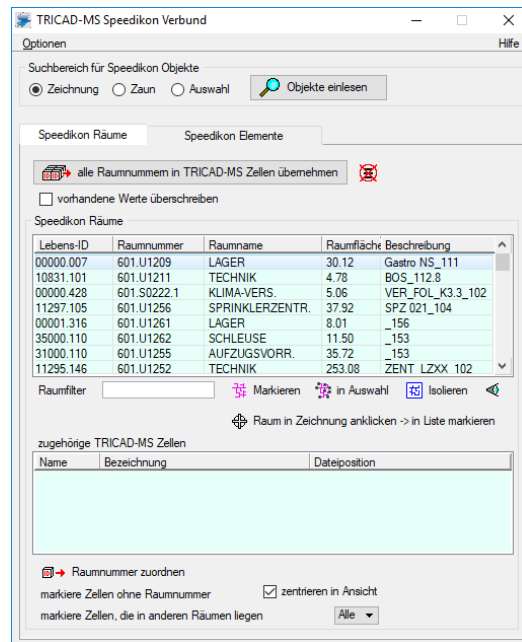 TRICAD-MS Speedikon Verbund
Optionen Hilfe
Suchbereich für Speedikon Objekte
Zeichnung Zaun Auswahl Objekte einlesen
Speedikon Räume Speedikon Elemente
alle Raumnummern in TRICAD-MS Zellen übernehmen
vorhandene Werte überschreiben
Speedikon Räume
Lebens-ID Raumnummer Raumname Raumfläche Beschreibung
00000.007 601.U1209 LAGER 30.12 Gastro NS_111
10831.101 601.U1211 TECHNIK 4.78 BOS_112.8
00000.428 601.S0222.1 KLIMA-VERS. 5.06 VER_FOL_K3.3_102
11297.105 601.U1256 SPRINKLERZENTR. 37.92 SPZ 021_104
00001.316 601.U1261 LAGER 8.01 _156
35000.110 601.U1262 SCHLEUSE 11.50 _153
31000.110 601.U1255 AUFZUGSVORR. 35.72 _153
11295.146 601.U1252 TECHNIK 253.08 ZENT_LZXX_102
Raumfilter Markieren in Auswahl Isolieren
Raum in Zeichnung anklicken -> in Liste markieren
zugehörige TRICAD-MS Zellen
Name Bezeichnung Dateiposition
Raumnummer zuordnen
markiere Zellen ohne Raumnummer zentrieren in Ansicht
markiere Zellen, die in anderen Räumen liegen Alle